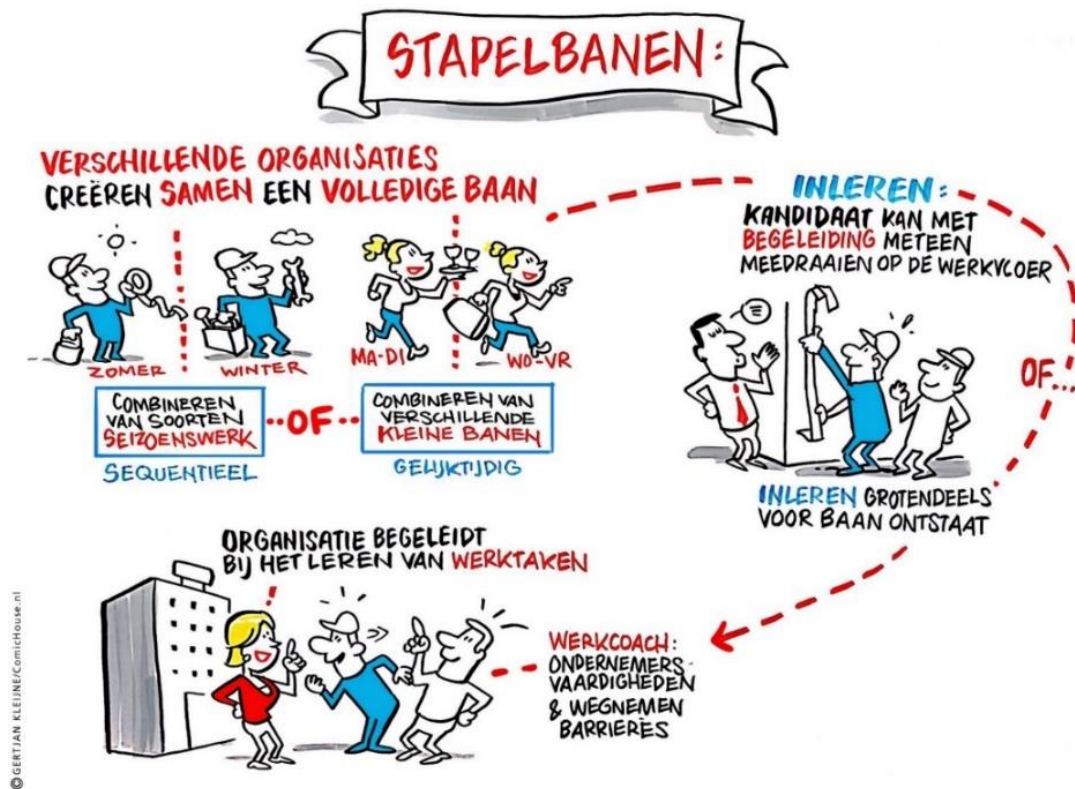 STAPELBANEN:
VERSCHILLENDE ORGANISATIES
CREËREN SAMEN EEN VOLLEDIGE BAAN
ZOMER
WINTER
MA-DI
WO-VR
COMBINEREN
VAN SOORTEN
SEIZOENSWERK
SEQUENTIEEL
OF
COMBINEREN VAN
VERSCHILLENDE
KLEINE BANEN
GELIJKTIJDIG
INLEREN:
KANDIDAAT KAN MET
BEGELEIDING METEEN
MEEDRAAIEN OP DE WERKVLOER
OF...
INLEREN GROTENDEELS
VOOR BAAN ONTSTAAT
ORGANISATIE BEGELEIDT
BIJ HET LEREN VAN WERKTAKEN
WERKCOACH:
ONDERNEMERS-
VAARDIGHEDEN
& WEGNEMEN
BARRIERÈS
© GERTJAN KLEIJNE/ComicHouse.nl